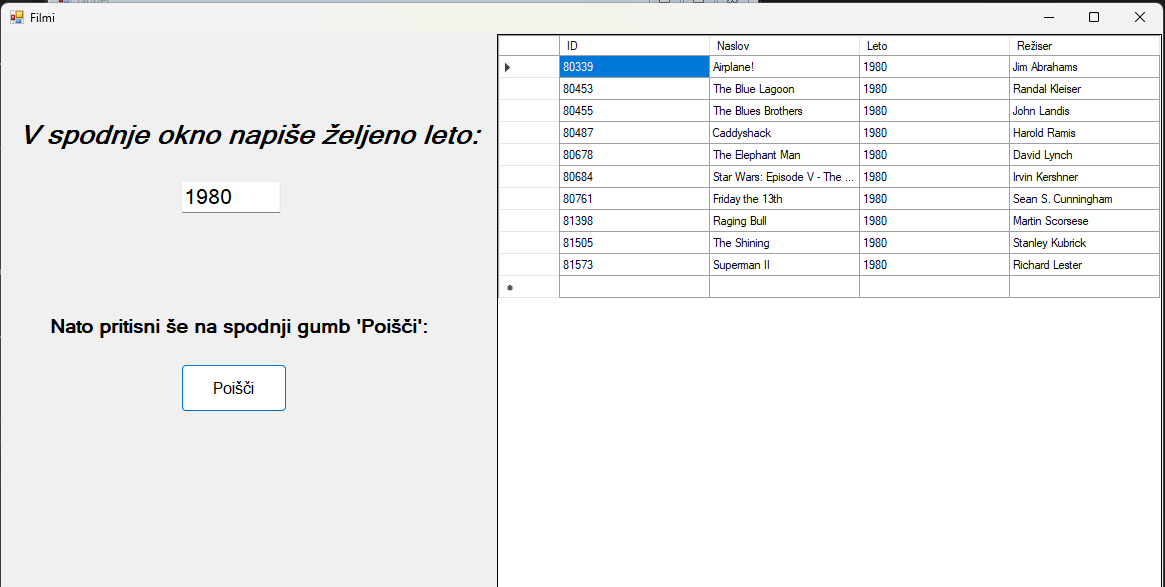 Filmi
V spodnje okno napiše željeno leto:
1980
Nato pritisni še na spodnji gumb 'Poišči':
Poišči
ID Naslov Leto Režiser
80339 Airplane! 1980 Jim Abrahams
80453 The Blue Lagoon 1980 Randal Kleiser
80455 The Blues Brothers 1980 John Landis
80487 Caddyshack 1980 Harold Ramis
80678 The Elephant Man 1980 David Lynch
80684 Star Wars: Episode V - The ... 1980 Irvin Kershner
80761 Friday the 13th 1980 Sean S. Cunningham
81398 Raging Bull 1980 Martin Scorsese
81505 The Shining 1980 Stanley Kubrick
81573 Superman II 1980 Richard Lester